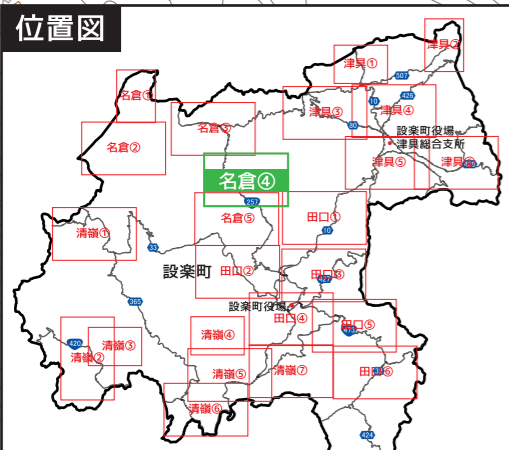 位置図
津具②
津具①
507
名倉①
426
10
津具③
津具④
名倉③
80
設楽町役場
津具総合支所
名倉②
津具⑤
名倉④
257
名倉⑤
田口①
10
清嶺①
33
設楽町
田口②
田口③
427
365
設楽町役場
田口④
田口⑤
清嶺④
420
清嶺③
清嶺②
清嶺⑤
清嶺⑦
田口⑥
清嶺⑥
424